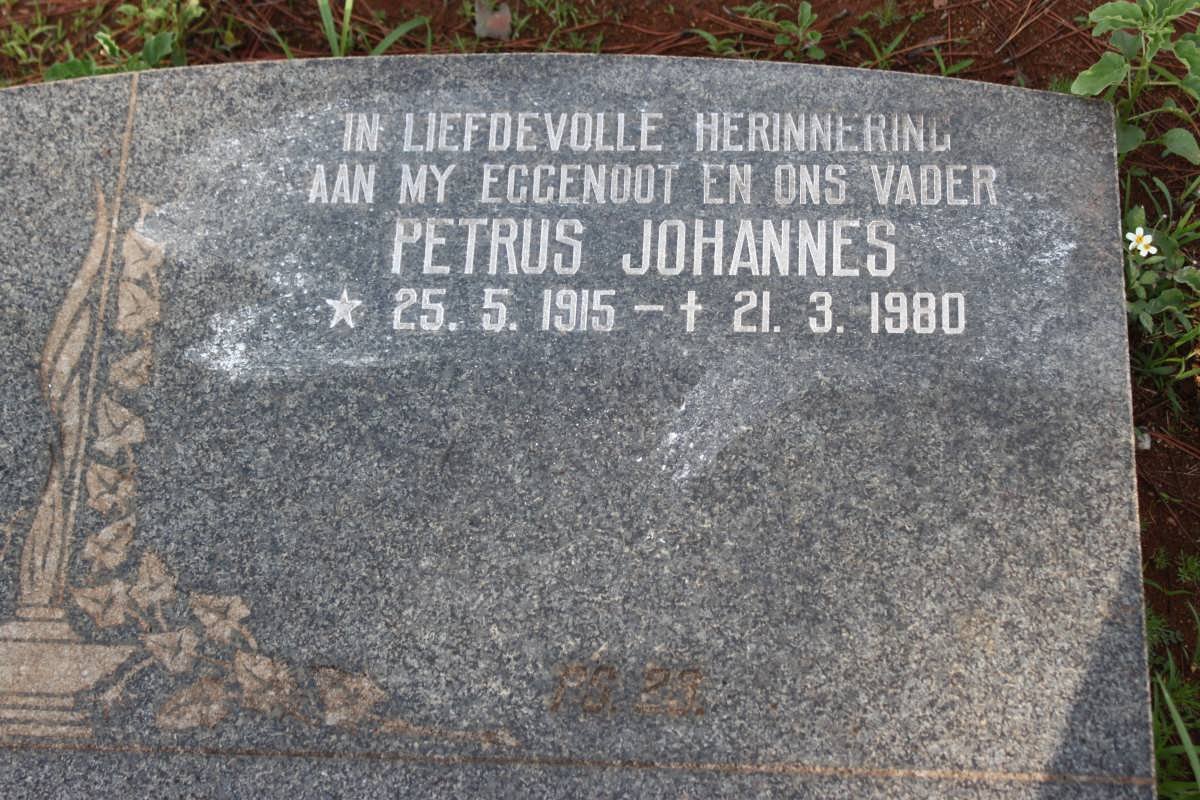 IN LIEFDEVOLLE HERINNERING
AAN MY EGGENOOT EN ONS VADER
PETRUS JOHANNES
★ 25. 5. 1915 – ✝ 21. 3. 1980
PS. 23.